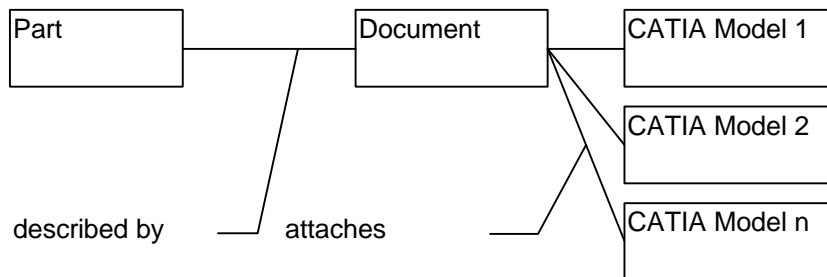 Part
Document
CATIA Model 1
CATIA Model 2
CATIA Model n
described by
attaches